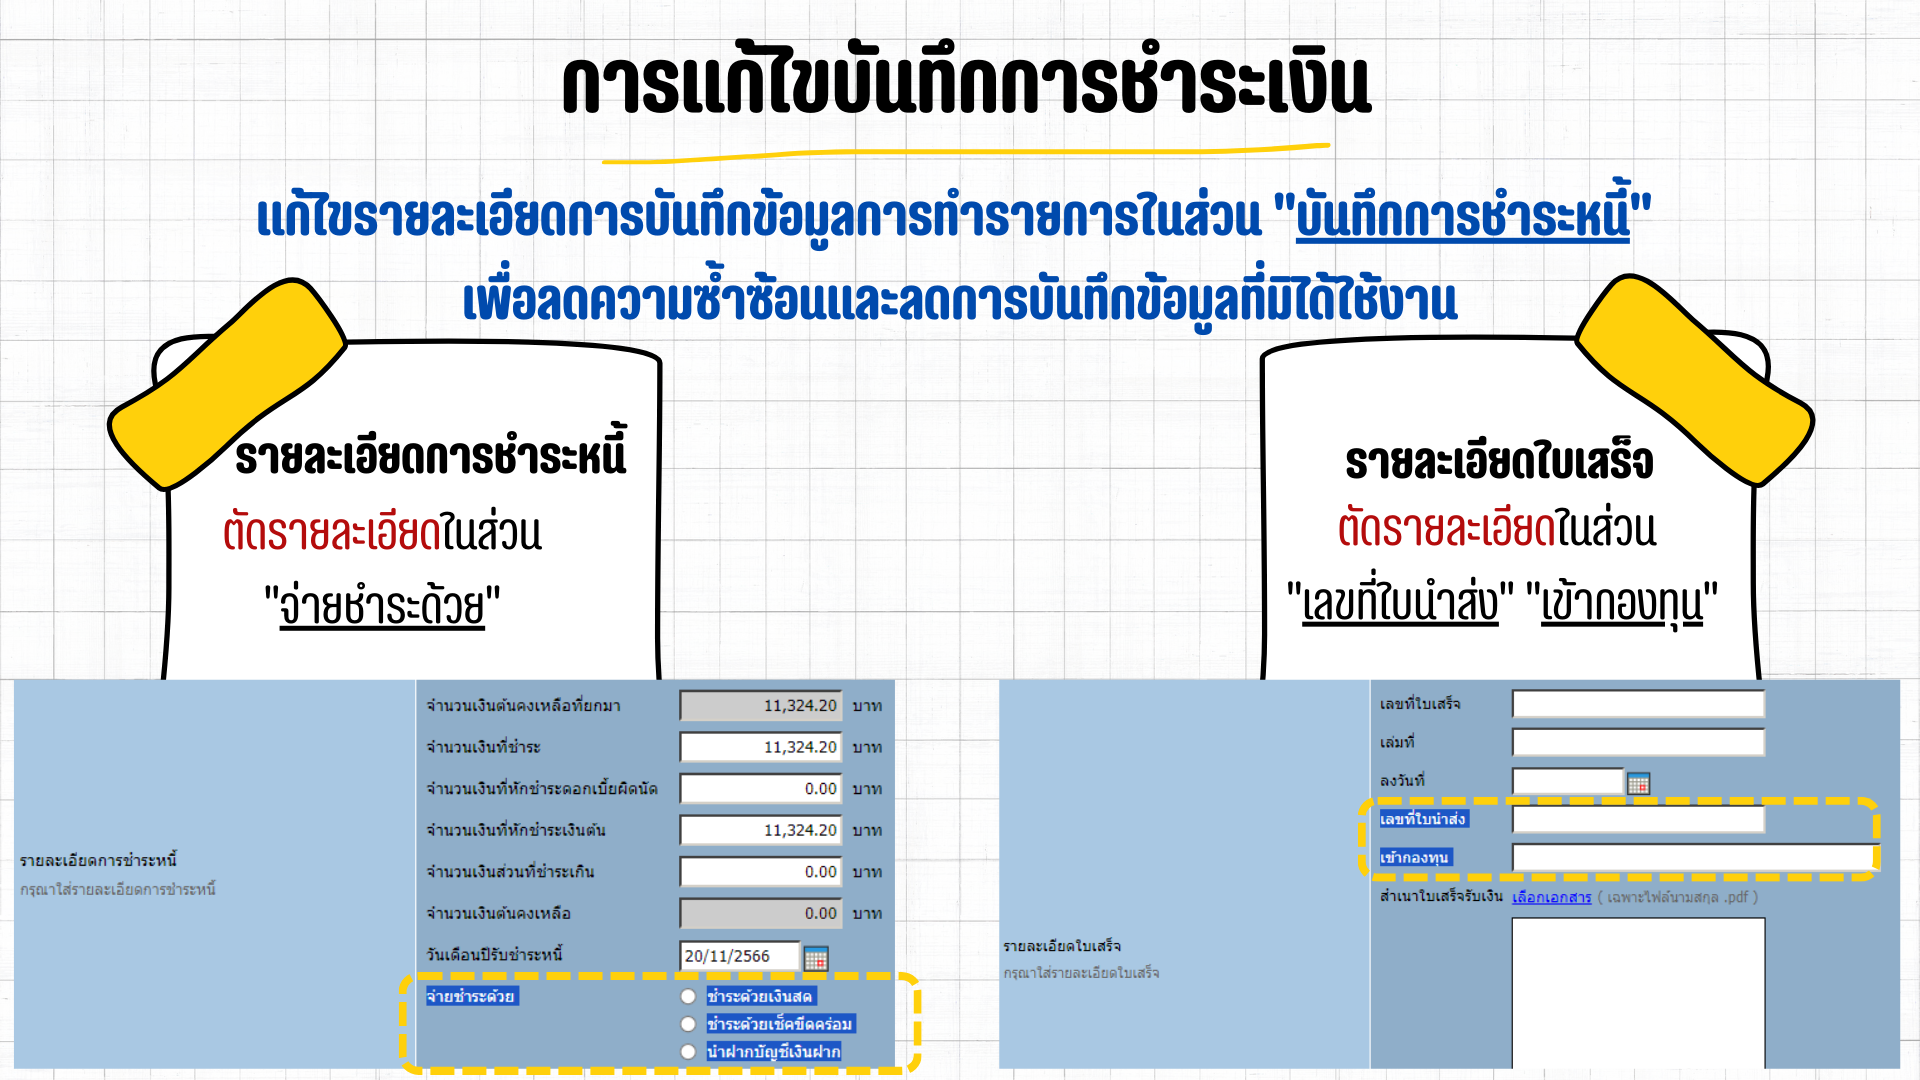 การแก้ไขบันทึกการชำระเงิน
แก้ไขรายละเอียดการบันทึกข้อมูลการทำรายการในส่วน "บันทึกการชำระหนี้"
เพื่อลดความซ้ำซ้อนและลดการบันทึกข้อมูลที่มิได้ใช้งาน
รายละเอียดการชำระหนี้
ตัดรายละเอียดในส่วน
"จ่ายชำระด้วย"
รายละเอียดใบเสร็จ
ตัดรายละเอียดในส่วน
"เลขที่ใบนำส่ง" "เข้ากองทุน"
รายละเอียดการชำระหนี้
กรุณาใส่รายละเอียดการชำระหนี้
จำนวนเงินต้นคงเหลือที่ยกมา 11,324.20 บาท
จำนวนเงินที่ชำระ 11,324.20 บาท
จำนวนเงินที่หักชำระดอกเบี้ยผิดนัด 0.00 บาท
จำนวนเงินที่หักชำระเงินต้น 11,324.20 บาท
จำนวนเงินส่วนที่ชำระเกิน 0.00 บาท
จำนวนเงินต้นคงเหลือ 0.00 บาท
วันเดือนปีรับชำระหนี้ 20/11/2566
จ่ายชำระด้วย ชำระด้วยเงินสด
ชำระด้วยเช็คขีดคร่อม
นำฝากบัญชีเงินฝาก
รายละเอียดใบเสร็จ
กรุณาใส่รายละเอียดใบเสร็จ
เลขที่ใบเสร็จ
เล่มที่
ลงวันที่
เลขที่ใบนำส่ง
เข้ากองทุน
สำเนาใบเสร็จรับเงิน เลือกเอกสาร ( เฉพาะไฟล์นามสกุล .pdf )